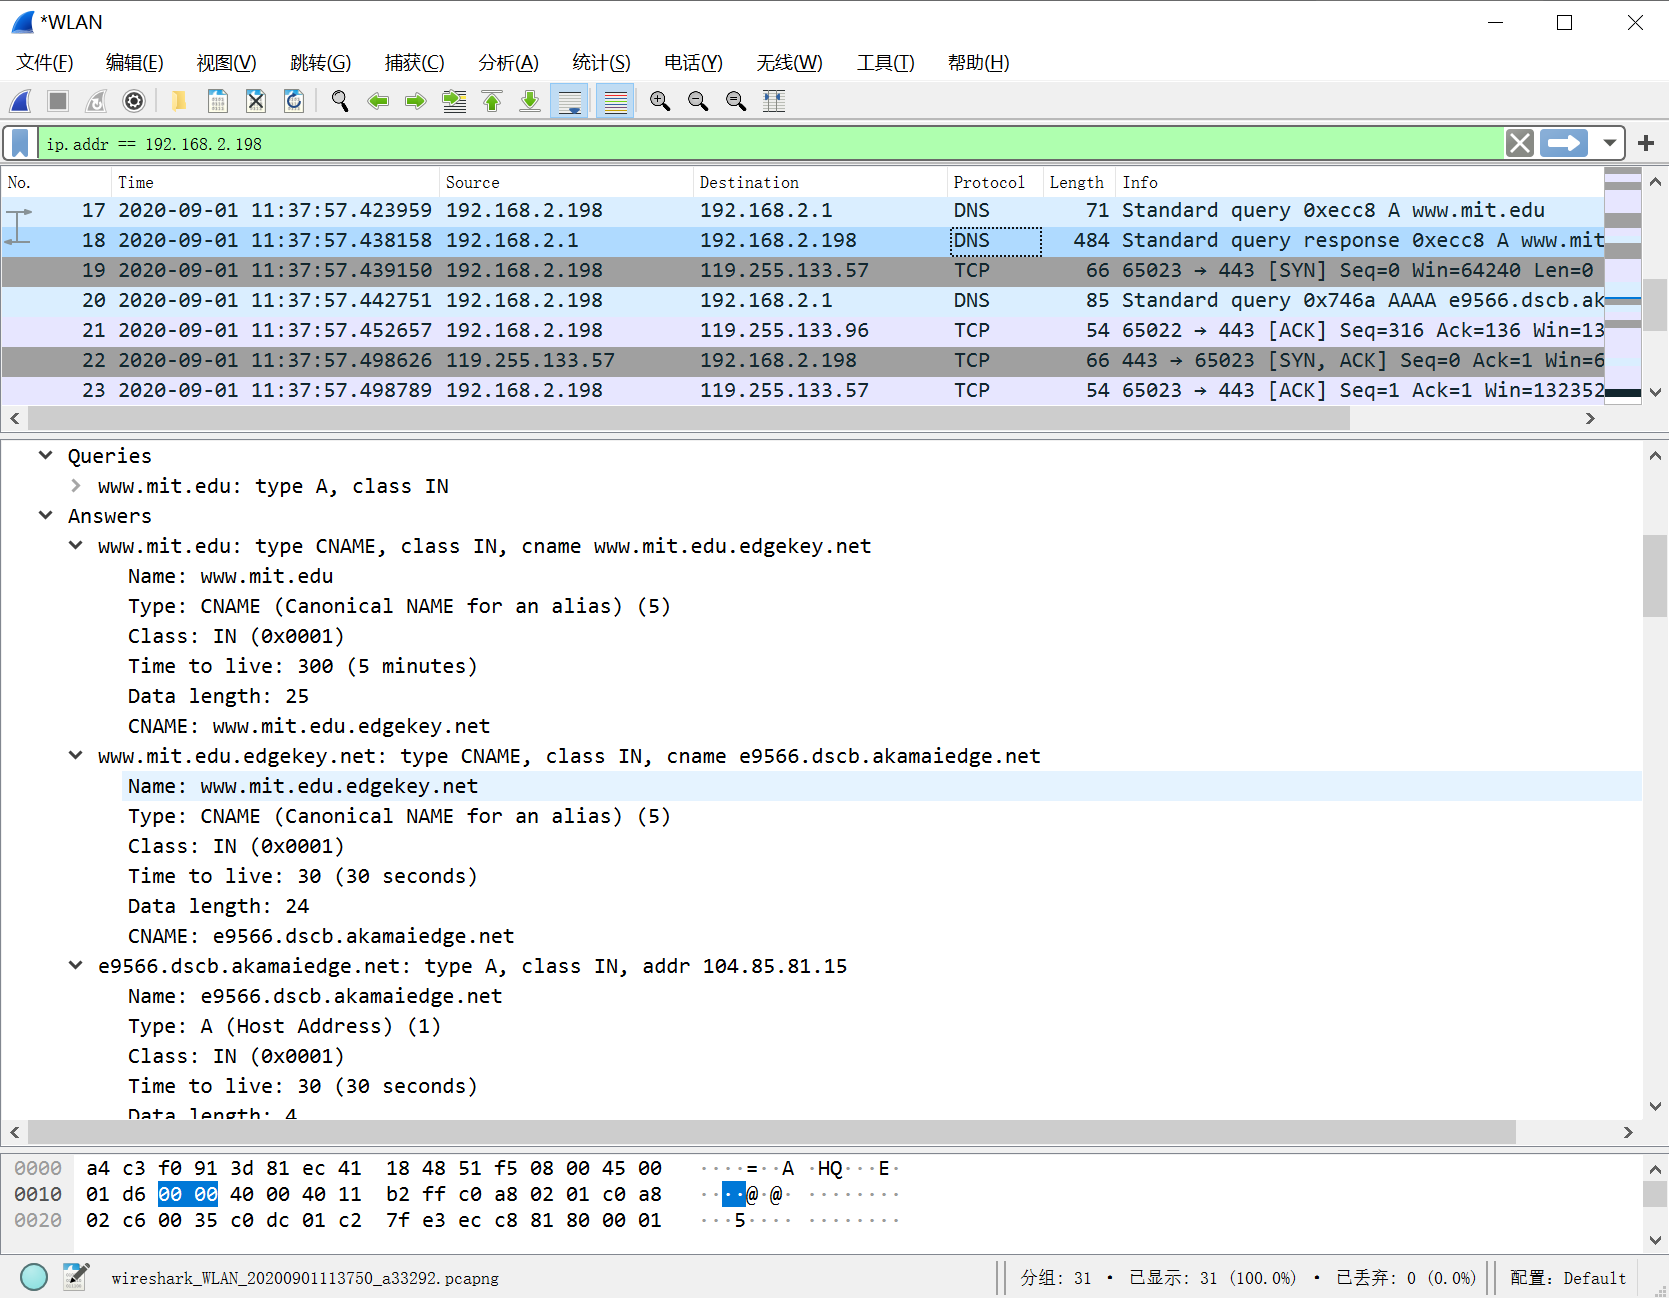 *WLAN
文件(F) 编辑(E) 视图(V) 跳转(G) 捕获(C) 分析(A) 统计(S) 电话(Y) 无线(W) 工具(T) 帮助(H)
ip.addr == 192.168.2.198
No. Time Source Destination Protocol Length Info
17 2020-09-01 11:37:57.423959 192.168.2.198 192.168.2.1 DNS 71 Standard query 0xecc8 A www.mit.edu
18 2020-09-01 11:37:57.438158 192.168.2.1 192.168.2.198 DNS 484 Standard query response 0xecc8 A www.mit
19 2020-09-01 11:37:57.439150 192.168.2.198 119.255.133.57 TCP 66 65023 → 443 [SYN] Seq=0 Win=64240 Len=0
20 2020-09-01 11:37:57.442751 192.168.2.198 192.168.2.1 DNS 85 Standard query 0x746a AAAA e9566.dscb.ak
21 2020-09-01 11:37:57.452657 192.168.2.198 119.255.133.96 TCP 54 65022 → 443 [ACK] Seq=316 Ack=136 Win=13
22 2020-09-01 11:37:57.498626 119.255.133.57 192.168.2.198 TCP 66 443 → 65023 [SYN, ACK] Seq=0 Ack=1 Win=6
23 2020-09-01 11:37:57.498789 192.168.2.198 119.255.133.57 TCP 54 65023 → 443 [ACK] Seq=1 Ack=1 Win=132352
Queries
www.mit.edu: type A, class IN
Answers
www.mit.edu: type CNAME, class IN, cname www.mit.edu.edgekey.net
Name: www.mit.edu
Type: CNAME (Canonical NAME for an alias) (5)
Class: IN (0x0001)
Time to live: 300 (5 minutes)
Data length: 25
CNAME: www.mit.edu.edgekey.net
www.mit.edu.edgekey.net: type CNAME, class IN, cname e9566.dscb.akamaiedge.net
Name: www.mit.edu.edgekey.net
Type: CNAME (Canonical NAME for an alias) (5)
Class: IN (0x0001)
Time to live: 30 (30 seconds)
Data length: 24
CNAME: e9566.dscb.akamaiedge.net
e9566.dscb.akamaiedge.net: type A, class IN, addr 104.85.81.15
Name: e9566.dscb.akamaiedge.net
Type: A (Host Address) (1)
Class: IN (0x0001)
Time to live: 30 (30 seconds)
Data length: 4
0000 a4 c3 f0 91 3d 81 ec 41 18 48 51 f5 08 00 45 00 ····=··A ·HQ···E·
0010 01 d6 00 00 40 00 40 11 b2 ff c0 a8 02 01 c0 a8 ····@·@· ········
0020 02 c6 00 35 c0 dc 01 c2 7f e3 ec c8 81 80 00 01 ···5···· ········
wireshark_WLAN_20200901113750_a33292.pcapng 分组: 31 · 已显示: 31 (100.0%) · 已丢弃: 0 (0.0%) 配置: Default